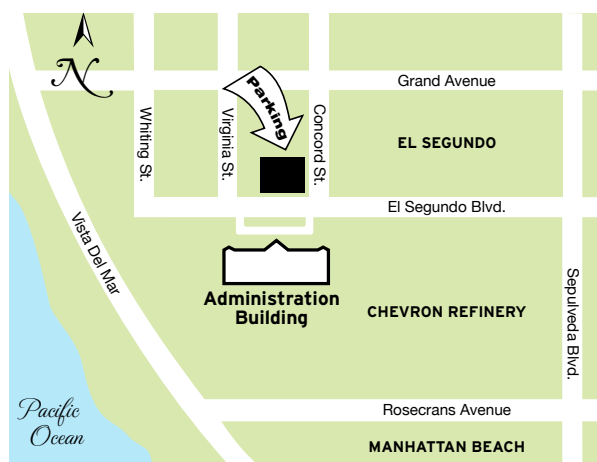 N
Grand Avenue
Parking
Whiting St.
Virginia St.
Concord St.
EL SEGUNDO
El Segundo Blvd.
Vista Del Mar
Administration
Building
CHEVRON REFINERY
Sepulveda Blvd.
Pacific
Ocean
Rosecrans Avenue
MANHATTAN BEACH